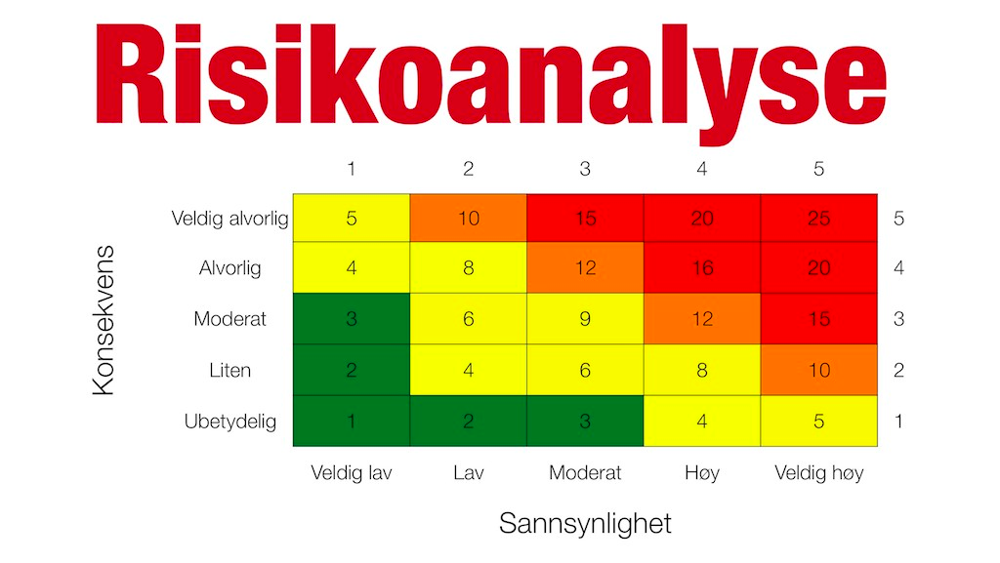 Risikoanalyse
1 2 3 4 5
Veldig alvorlig 5 10 15 20 25 5
Alvorlig 4 8 12 16 20 4
Konsekvens
Moderat 3 6 9 12 15 3
Liten 2 4 6 8 10 2
Ubetydelig 1 2 3 4 5 1
Veldig lav Lav Moderat Høy Veldig høy
Sannsynlighet